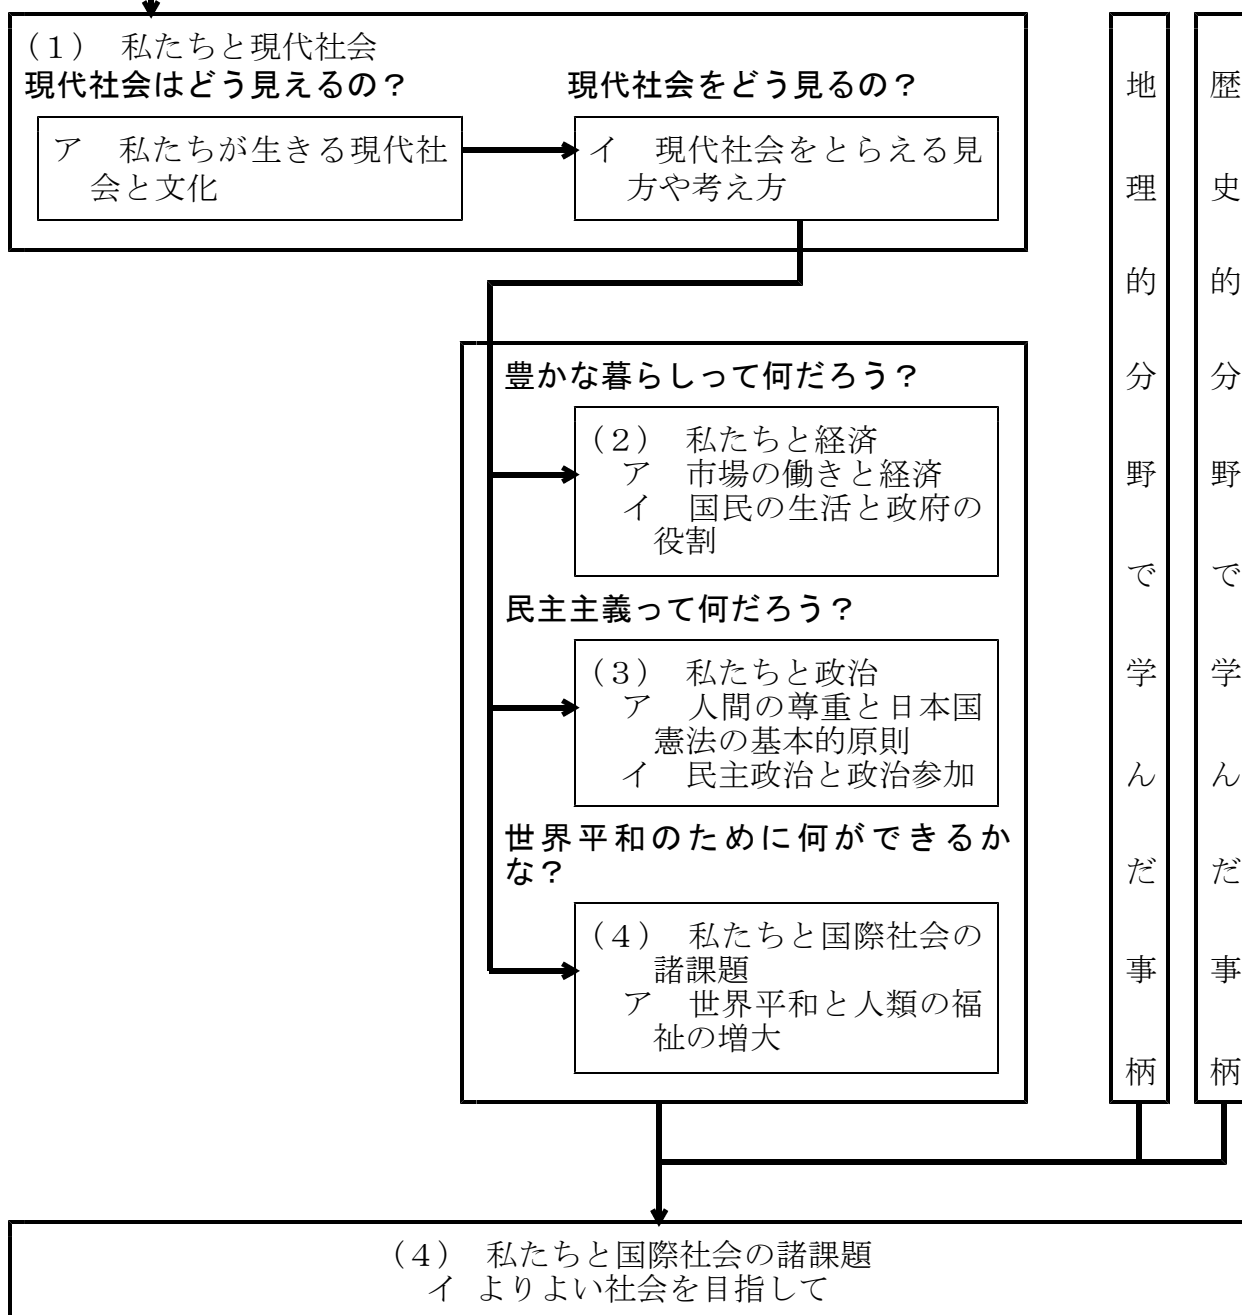 （１）　私たちと現代社会
現代社会はどう見えるの？
現代社会をどう見るの？
ア　私たちが生きる現代社
会と文化
イ　現代社会をとらえる見
方や考え方
豊かな暮らしって何だろう？
（２）　私たちと経済
ア　市場の働きと経済
イ　国民の生活と政府の
役割
民主主義って何だろう？
（３）　私たちと政治
ア　人間の尊重と日本国
憲法の基本的原則
イ　民主政治と政治参加
世界平和のために何ができるか
な？
（４）　私たちと国際社会の
諸課題
ア　世界平和と人類の福
祉の増大
地理的分野で学んだ事柄
歴史的分野で学んだ事柄
（４）　私たちと国際社会の諸課題
イ　よりよい社会を目指して